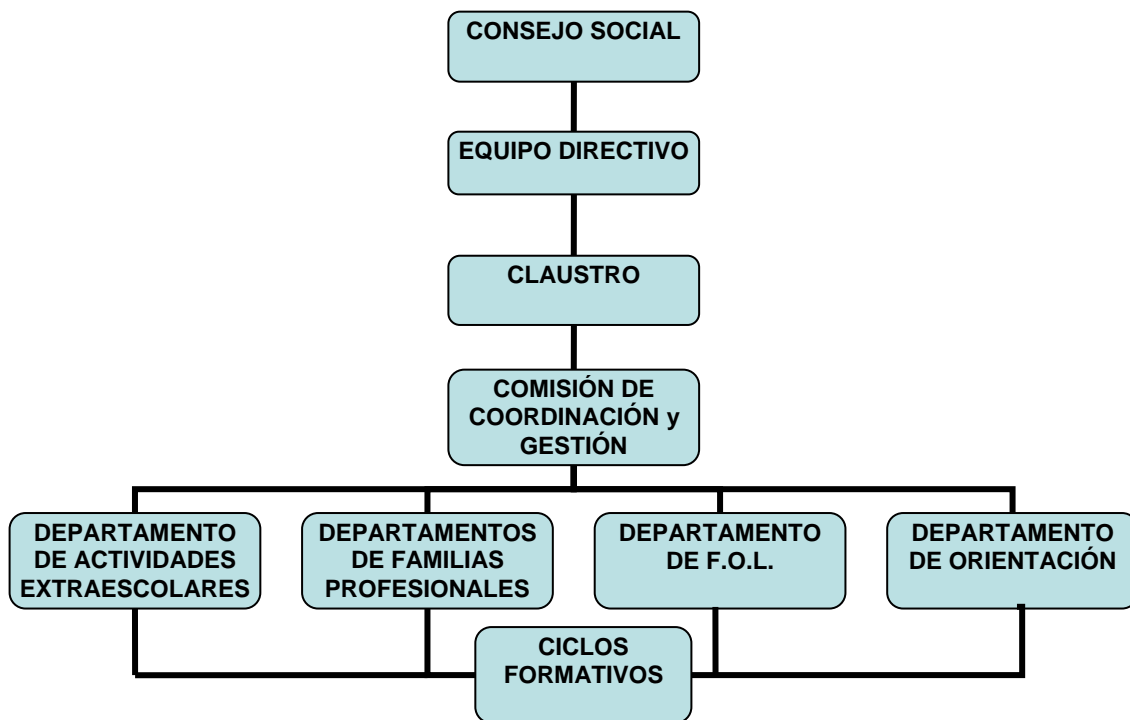 CONSEJO SOCIAL
EQUIPO DIRECTIVO
CLAUSTRO
COMISIÓN DE
COORDINACIÓN y
GESTIÓN
DEPARTAMENTO
DE ACTIVIDADES
EXTRAESCOLARES
DEPARTAMENTOS
DE FAMILIAS
PROFESIONALES
DEPARTAMENTO
DE F.O.L.
DEPARTAMENTO
DE ORIENTACIÓN
CICLOS
FORMATIVOS